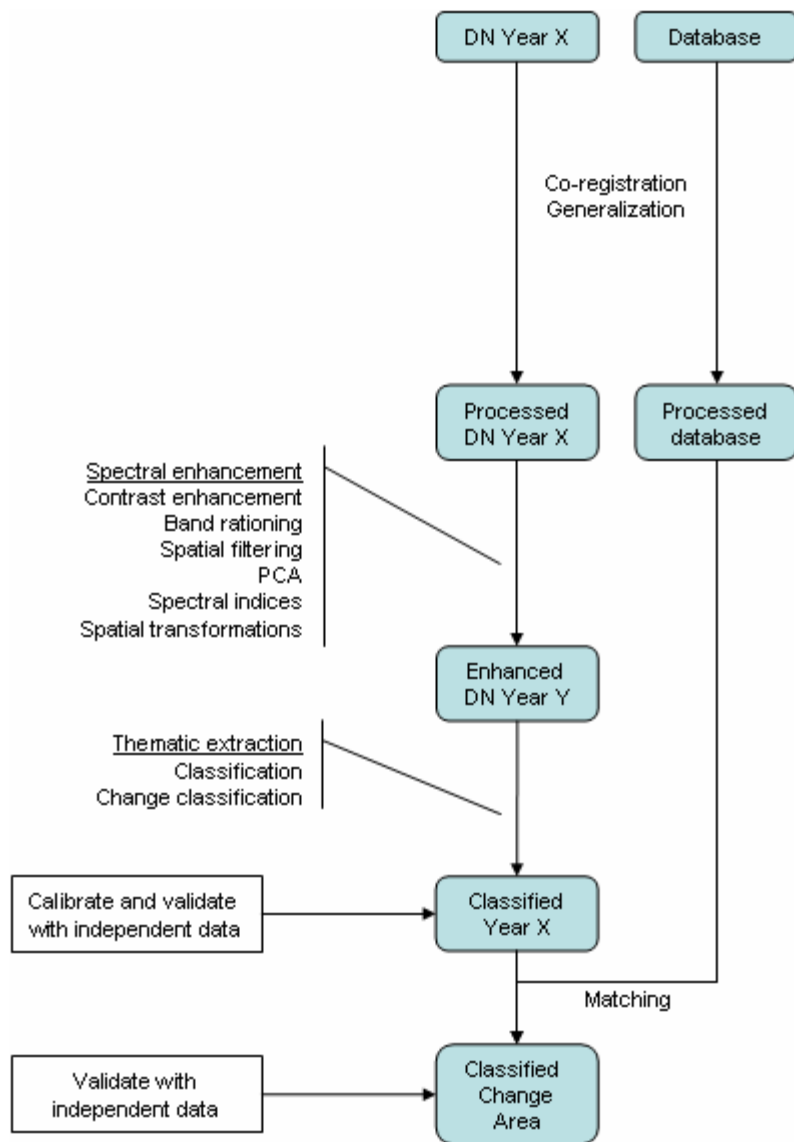 DN Year X
Database
Co-registration
Generalization
Processed
DN Year X
Processed
database
Spectral enhancement
Contrast enhancement
Band rationing
Spatial filtering
PCA
Spectral indices
Spatial transformations
Enhanced
DN Year Y
Thematic extraction
Classification
Change classification
Calibrate and validate
with independent data
Classified
Year X
Matching
Validate with
independent data
Classified
Change
Area